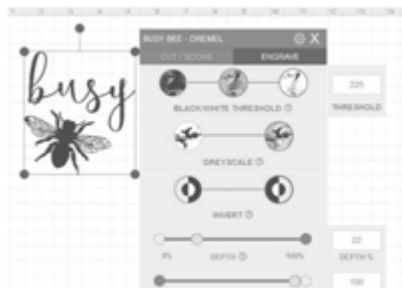 BUSY BEE - DREMEL X
CUT / SCORE ENGRAVE
busy
225
BLACK/WHITE THRESHOLD THRESHOLD
GREYSCALE
INVERT
22
0% DEPTH 100% DEPTH %
100